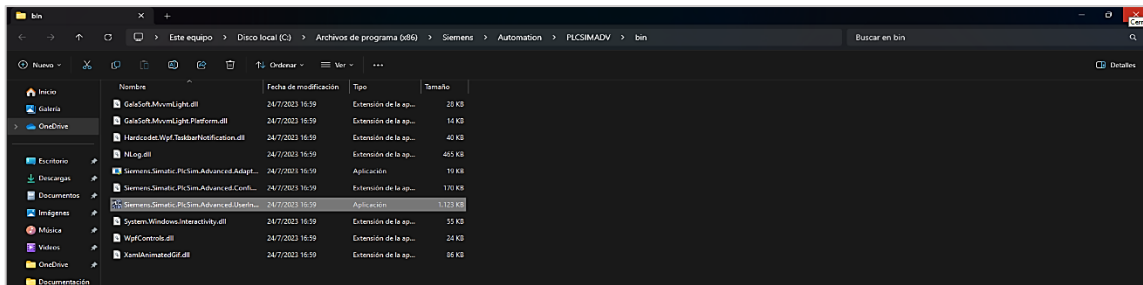 bin
Cerr
Este equipo > Disco local (C:) > Archivos de programa (x86) > Siemens > Automation > PLCSIMADV > bin
Buscar en bin
Nuevo
Ordenar
Ver
Detalles
Inicio
Galería
OneDrive
Escritorio
Descargas
Documentos
Imágenes
Música
Videos
OneDrive
Documentación
Nombre Fecha de modificación Tipo Tamaño
GalaSoft.MvvmLight.dll 24/7/2023 16:59 Extensión de la ap... 28 KB
GalaSoft.MvvmLight.Platform.dll 24/7/2023 16:59 Extensión de la ap... 14 KB
Hardcodet.Wpf.TaskbarNotification.dll 24/7/2023 16:59 Extensión de la ap... 40 KB
NLog.dll 24/7/2023 16:59 Extensión de la ap... 465 KB
Siemens.Simatic.PlcSim.Advanced.Adapt... 24/7/2023 16:59 Aplicación 19 KB
Siemens.Simatic.PlcSim.Advanced.Confi... 24/7/2023 16:59 Extensión de la ap... 170 KB
Siemens.Simatic.PlcSim.Advanced.UserIn... 24/7/2023 16:59 Aplicación 1.123 KB
System.Windows.Interactivity.dll 24/7/2023 16:59 Extensión de la ap... 55 KB
WpfControls.dll 24/7/2023 16:59 Extensión de la ap... 24 KB
XamlAnimatedGif.dll 24/7/2023 16:59 Extensión de la ap... 86 KB